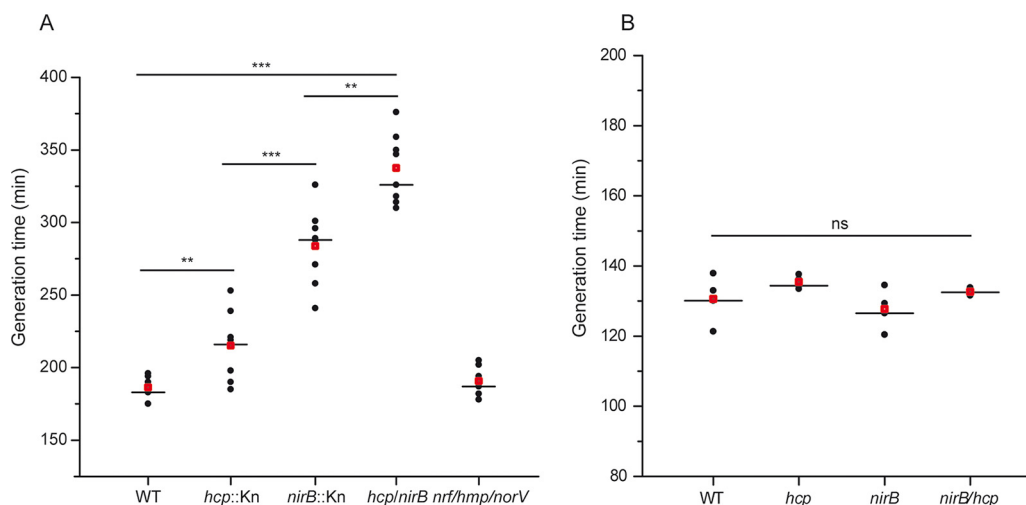 A
Generation time (min)
400
350
300
250
200
150
***
**
***
**
WT
hcp::Kn
nirB::Kn
hcp/nirB
nrf/hmp/norV
B
Generation time (min)
200
180
160
140
120
100
80
ns
WT
hcp
nirB
nirB/hcp